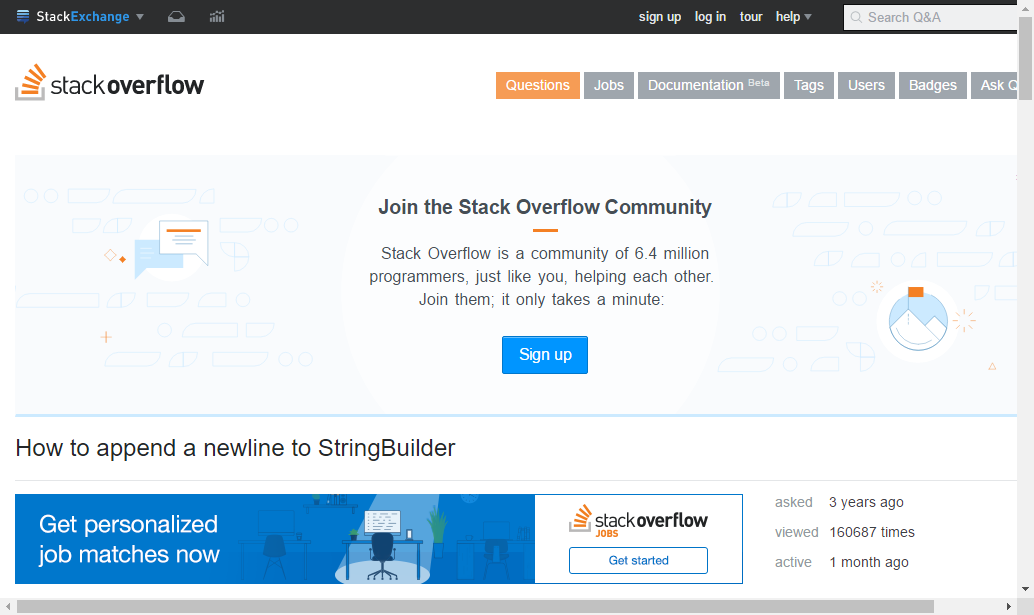 StackExchange sign up log in tour help Search Q&A
stackoverflow Questions Jobs Documentation Beta Tags Users Badges Ask Q
Join the Stack Overflow Community
Stack Overflow is a community of 6.4 million
programmers, just like you, helping each other.
Join them; it only takes a minute:
Sign up
How to append a newline to StringBuilder
Get personalized
job matches now
stackoverflow
JOBS
Get started
asked 3 years ago
viewed 160687 times
active 1 month ago